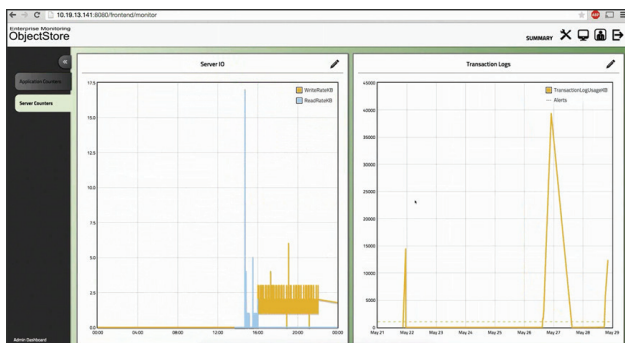 10.19.13.141:8080/frontend/monitor
Enterprise Monitoring
ObjectStore
SUMMARY
Application Counters
Server Counters
Admin Dashboard
Server IO
WriteRateKB
ReadRateKB
17.5
15.0
12.5
10.0
7.5
5.0
2.5
0.0
00:00 04:00 08:00 12:00 16:00 20:00 00:00
Transaction Logs
TransactionLogUsageKB
Alerts
45000
40000
35000
30000
25000
20000
15000
10000
5000
0
May 21 May 22 May 23 May 24 May 25 May 26 May 27 May 28 May 29